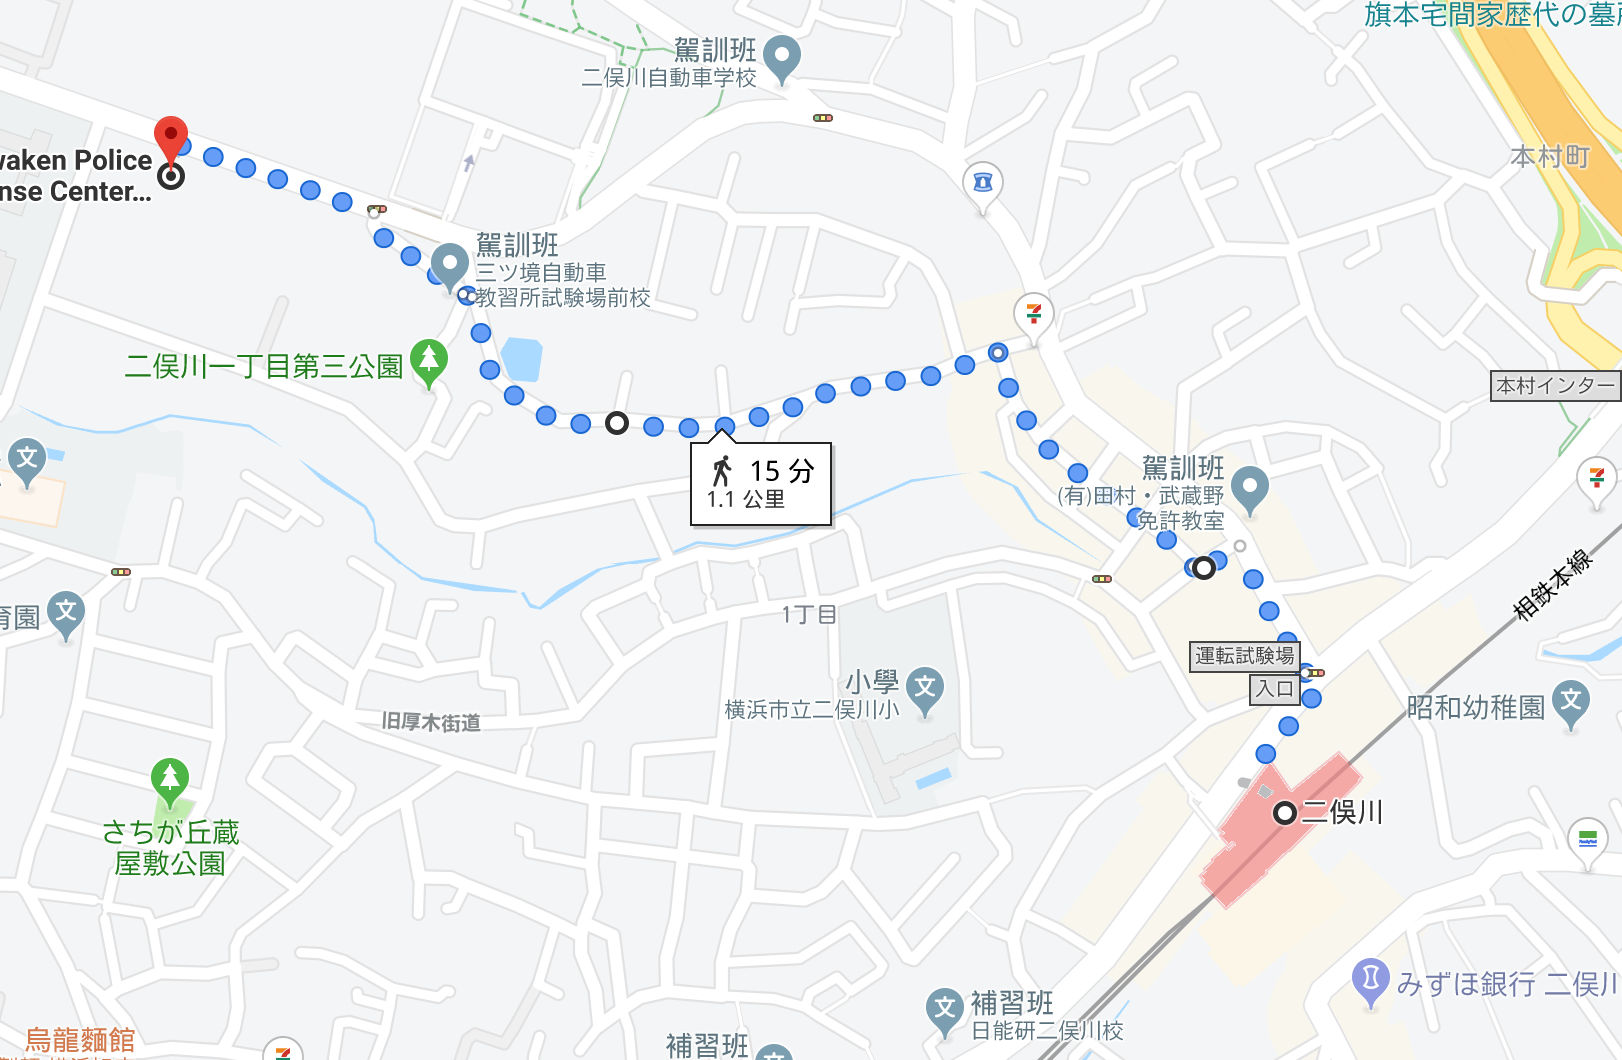 旗本宅間家歴代の墓所
駕訓班
二俣川自動車学校
本村町
waken Police
nse Center...
駕訓班
三ツ境自動車
教習所試験場前校
二俣川一丁目第三公園
本村インター
15 分
1.1 公里
駕訓班
(有)田村・武蔵野
免許教室
相鉄本線
育園
1丁目
運転試験場
入口
小學
横浜市立二俣川小
昭和幼稚園
旧厚木街道
二俣川
さちが丘蔵
屋敷公園
みずほ銀行 二俣川
補習班
日能研二俣川校
烏龍麵館
補習班